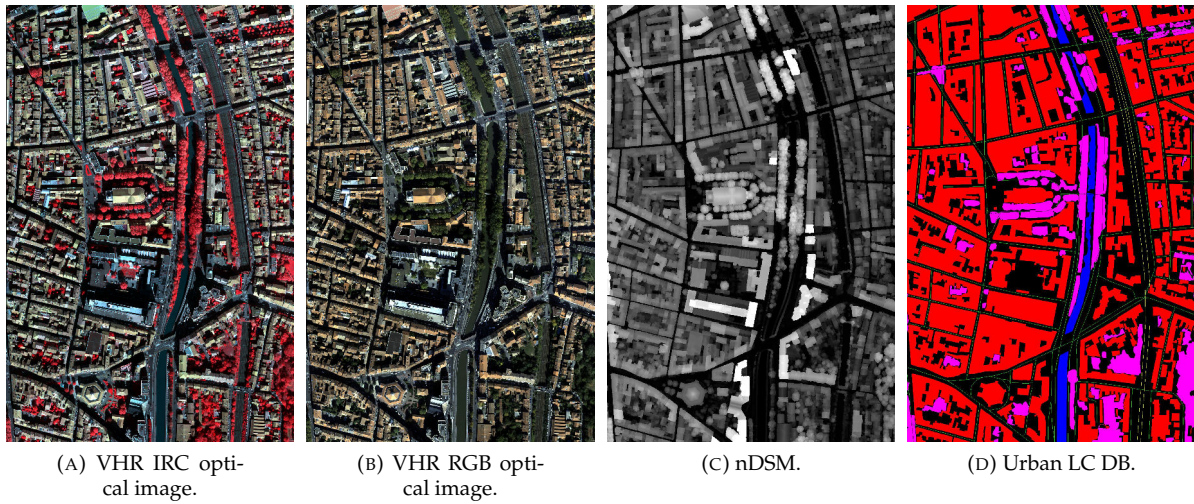 (A) VHR IRC opti-
cal image.
(B) VHR RGB opti-
cal image.
(C) nDSM.
(D) Urban LC DB.